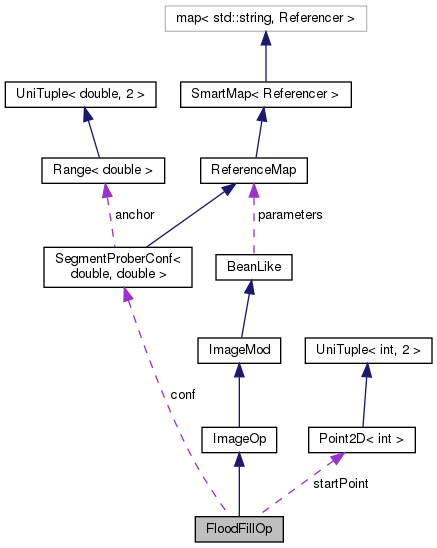 map< std::string, Referencer >
UniTuple< double, 2 >
SmartMap< Referencer >
Range< double >
ReferenceMap
anchor
parameters
SegmentProberConf<
double, double >
BeanLike
ImageMod
UniTuple< int, 2 >
conf
ImageOp
Point2D< int >
startPoint
FloodFillOp